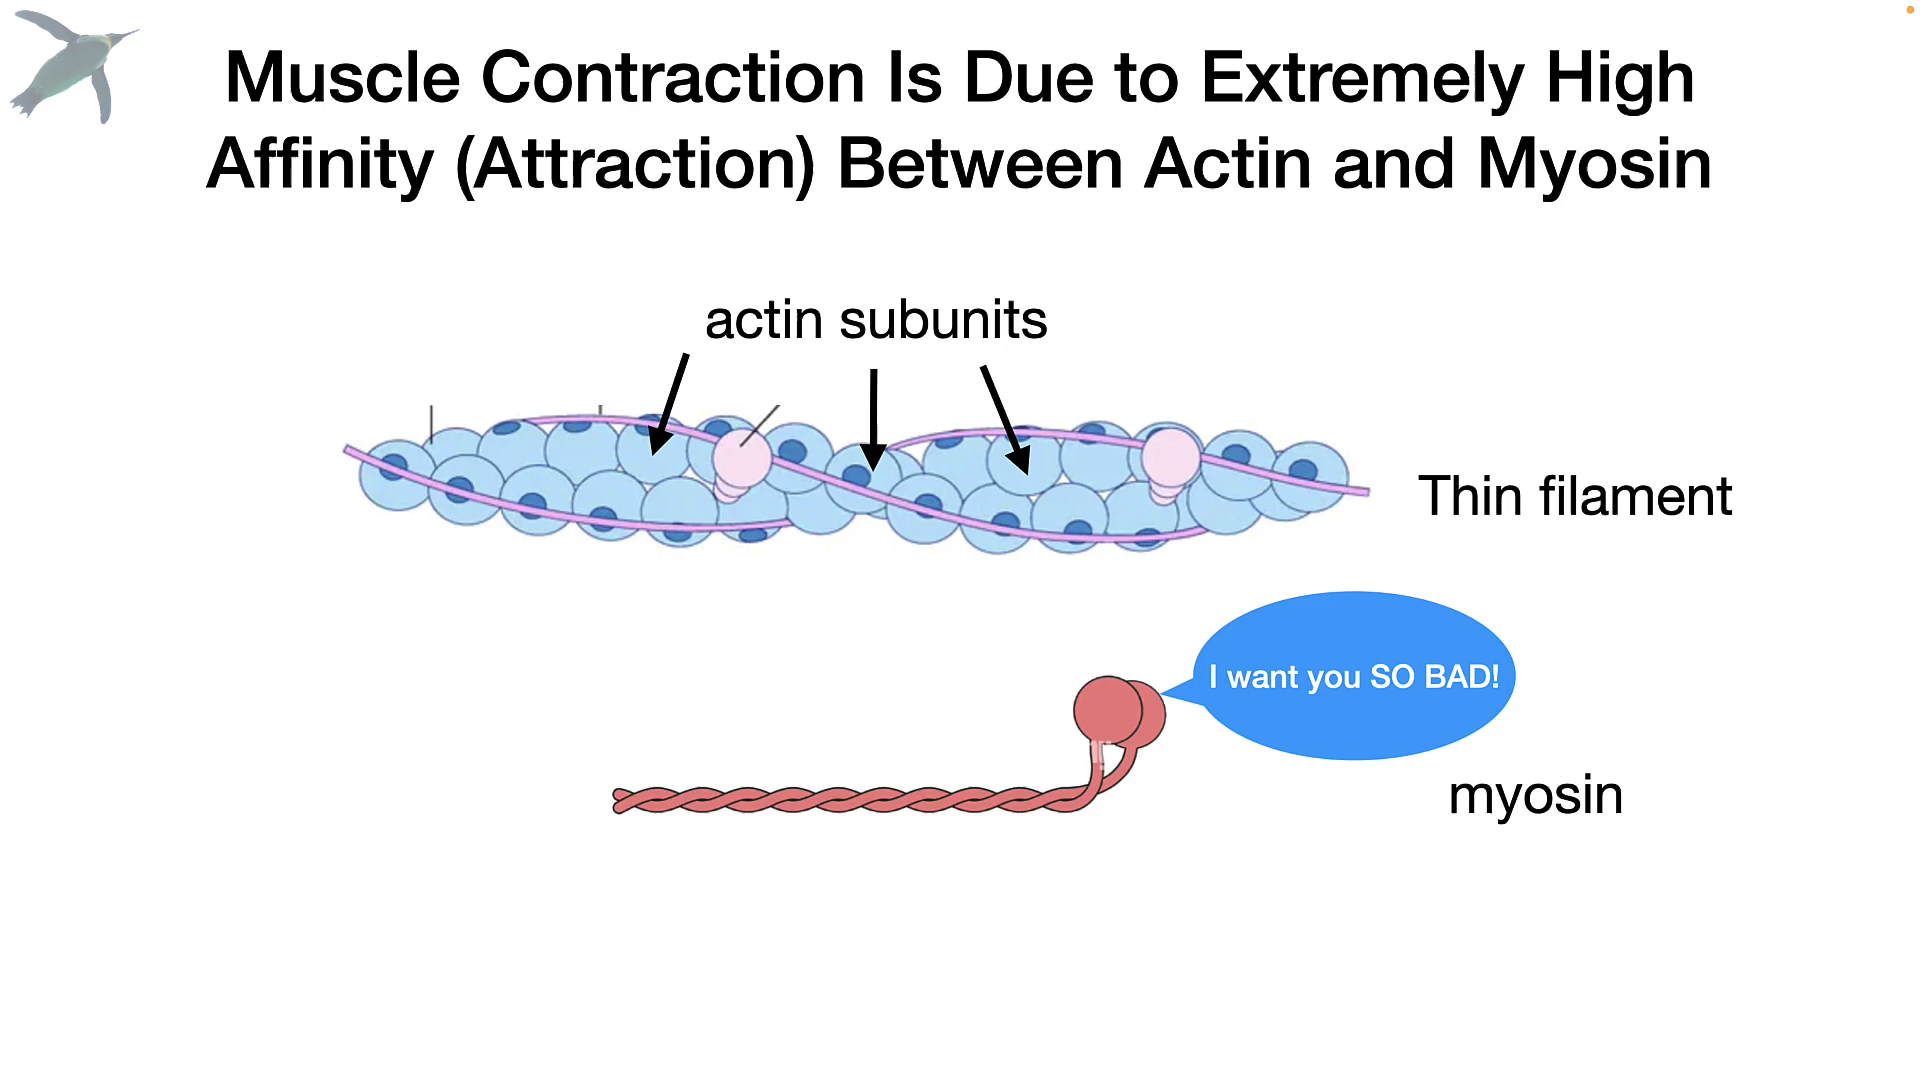 Muscle Contraction Is Due to Extremely High
Affinity (Attraction) Between Actin and Myosin
actin subunits
Thin filament
I want you SO BAD!
myosin